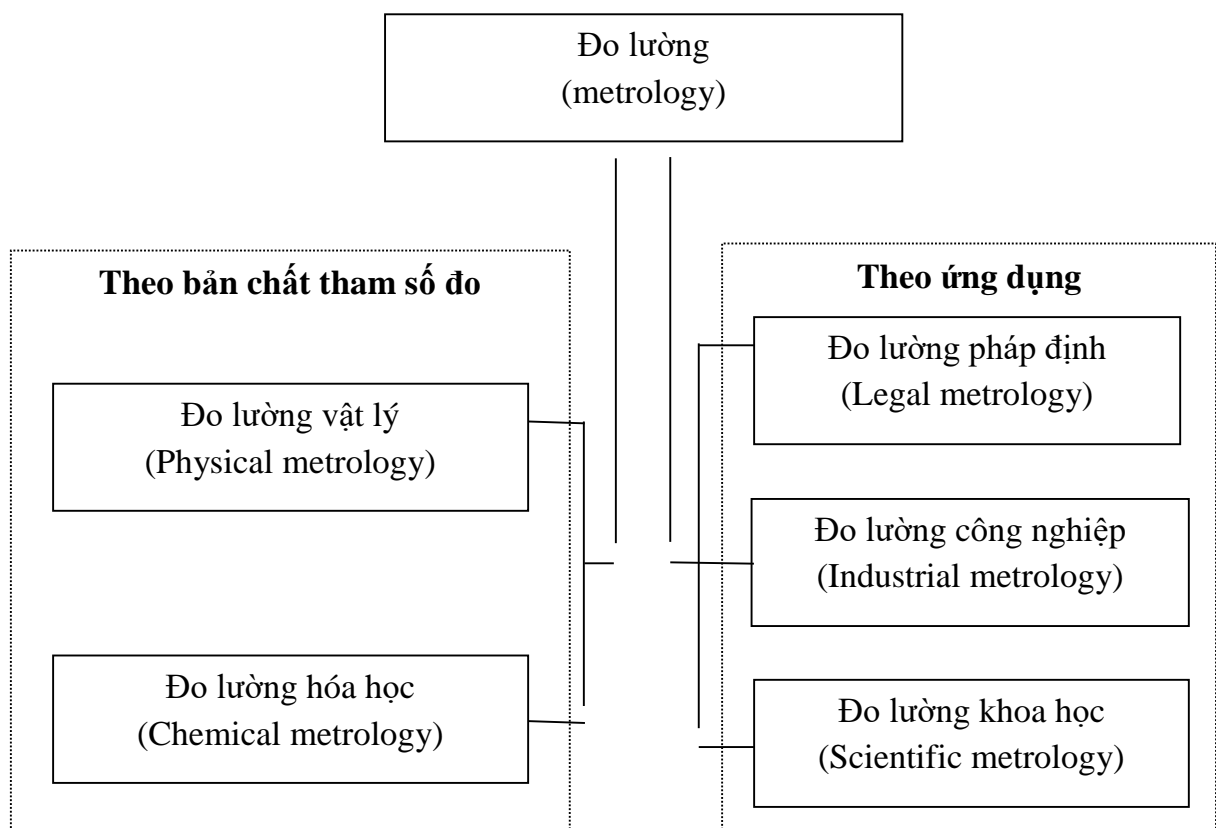 Đo lường
(metrology)
Theo bản chất tham số đo
Đo lường vật lý
(Physical metrology)
Đo lường hóa học
(Chemical metrology)
Theo ứng dụng
Đo lường pháp định
(Legal metrology)
Đo lường công nghiệp
(Industrial metrology)
Đo lường khoa học
(Scientific metrology)